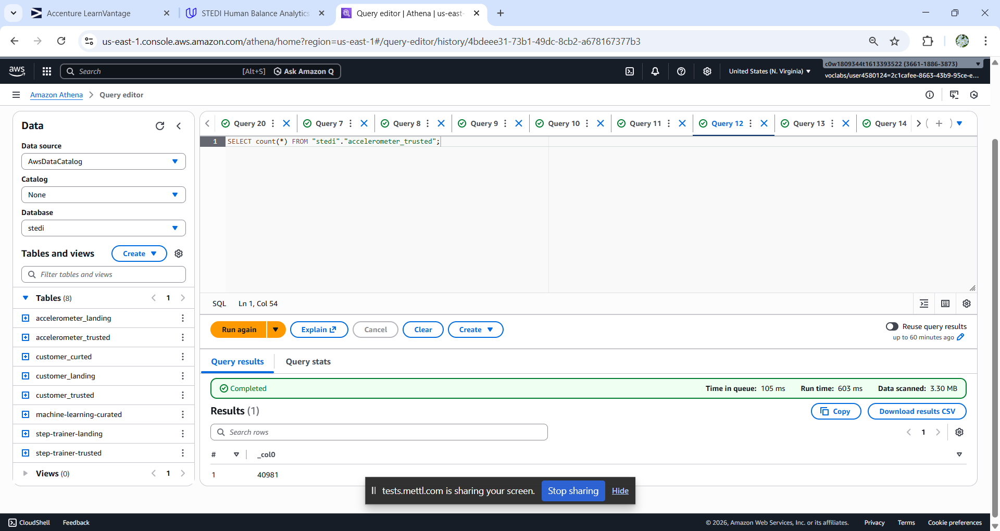 Accenture LearnVantage
STEDI Human Balance Analytics
Query editor | Athena | us-east-
us-east-1.console.aws.amazon.com/athena/home?region=us-east-1#/query-editor/history/4bdeee31-73b1-49dc-8cb2-a678167377b3
aws
Search [Alt+S] Ask Amazon Q
United States (N. Virginia)
c0w1809344t1613393522 (3661-1886-3873)
voclabs/user4580124=2c1cafee-8663-43b9-95ce-e...
Amazon Athena > Query editor
Data
Data source
AwsDataCatalog
Catalog
None
Database
stedi
Tables and views
Create
Filter tables and views
Tables (8)
1
accelerometer_landing
accelerometer_trusted
customer_curted
customer_landing
customer_trusted
machine-learning-curated
step-trainer-landing
step-trainer-trusted
Views (0)
1
Query 20
Query 7
Query 8
Query 9
Query 10
Query 11
Query 12
Query 13
Query 14
1 SELECT count(*) FROM "stedi"."accelerometer_trusted";
SQL Ln 1, Col 54
Run again
Explain
Cancel
Clear
Create
Reuse query results
up to 60 minutes ago
Query results
Query stats
Completed
Time in queue: 105 ms
Run time: 603 ms
Data scanned: 3.30 MB
Results (1)
Copy
Download results CSV
Search rows
1
# _col0
1 40981
tests.mettl.com is sharing your screen.
Stop sharing
Hide
CloudShell
Feedback
© 2026, Amazon Web Services, Inc. or its affiliates.
Privacy
Terms
Cookie preferences